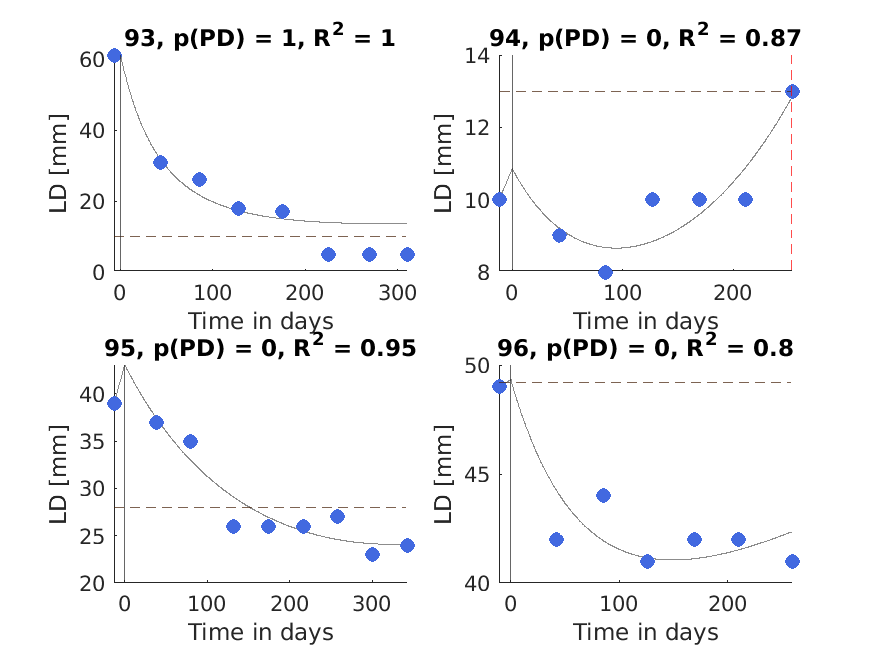 93, p(PD) = 1, R² = 1
LD [mm]
60
40
20
0
0 100 200 300
Time in days
94, p(PD) = 0, R² = 0.87
LD [mm]
14
12
10
8
0 100 200
Time in days
95, p(PD) = 0, R² = 0.95
LD [mm]
40
35
30
25
20
0 100 200 300
Time in days
96, p(PD) = 0, R² = 0.8
LD [mm]
50
45
40
0 100 200
Time in days